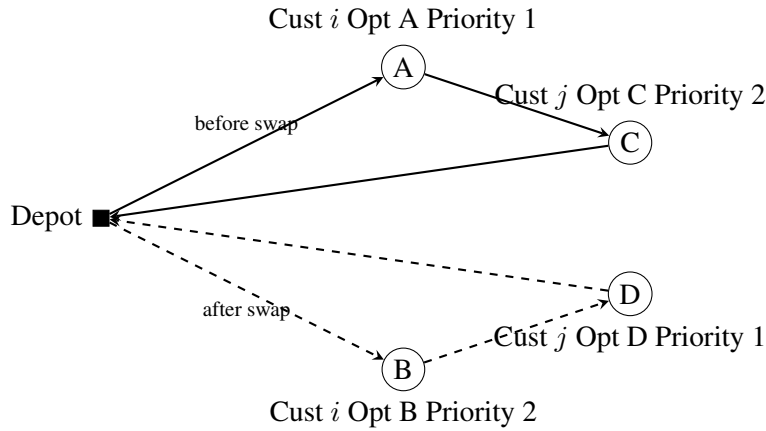 Cust i Opt A Priority 1
A
Cust j Opt C Priority 2
before swap
C
Depot
D
after swap
Cust j Opt D Priority 1
B
Cust i Opt B Priority 2